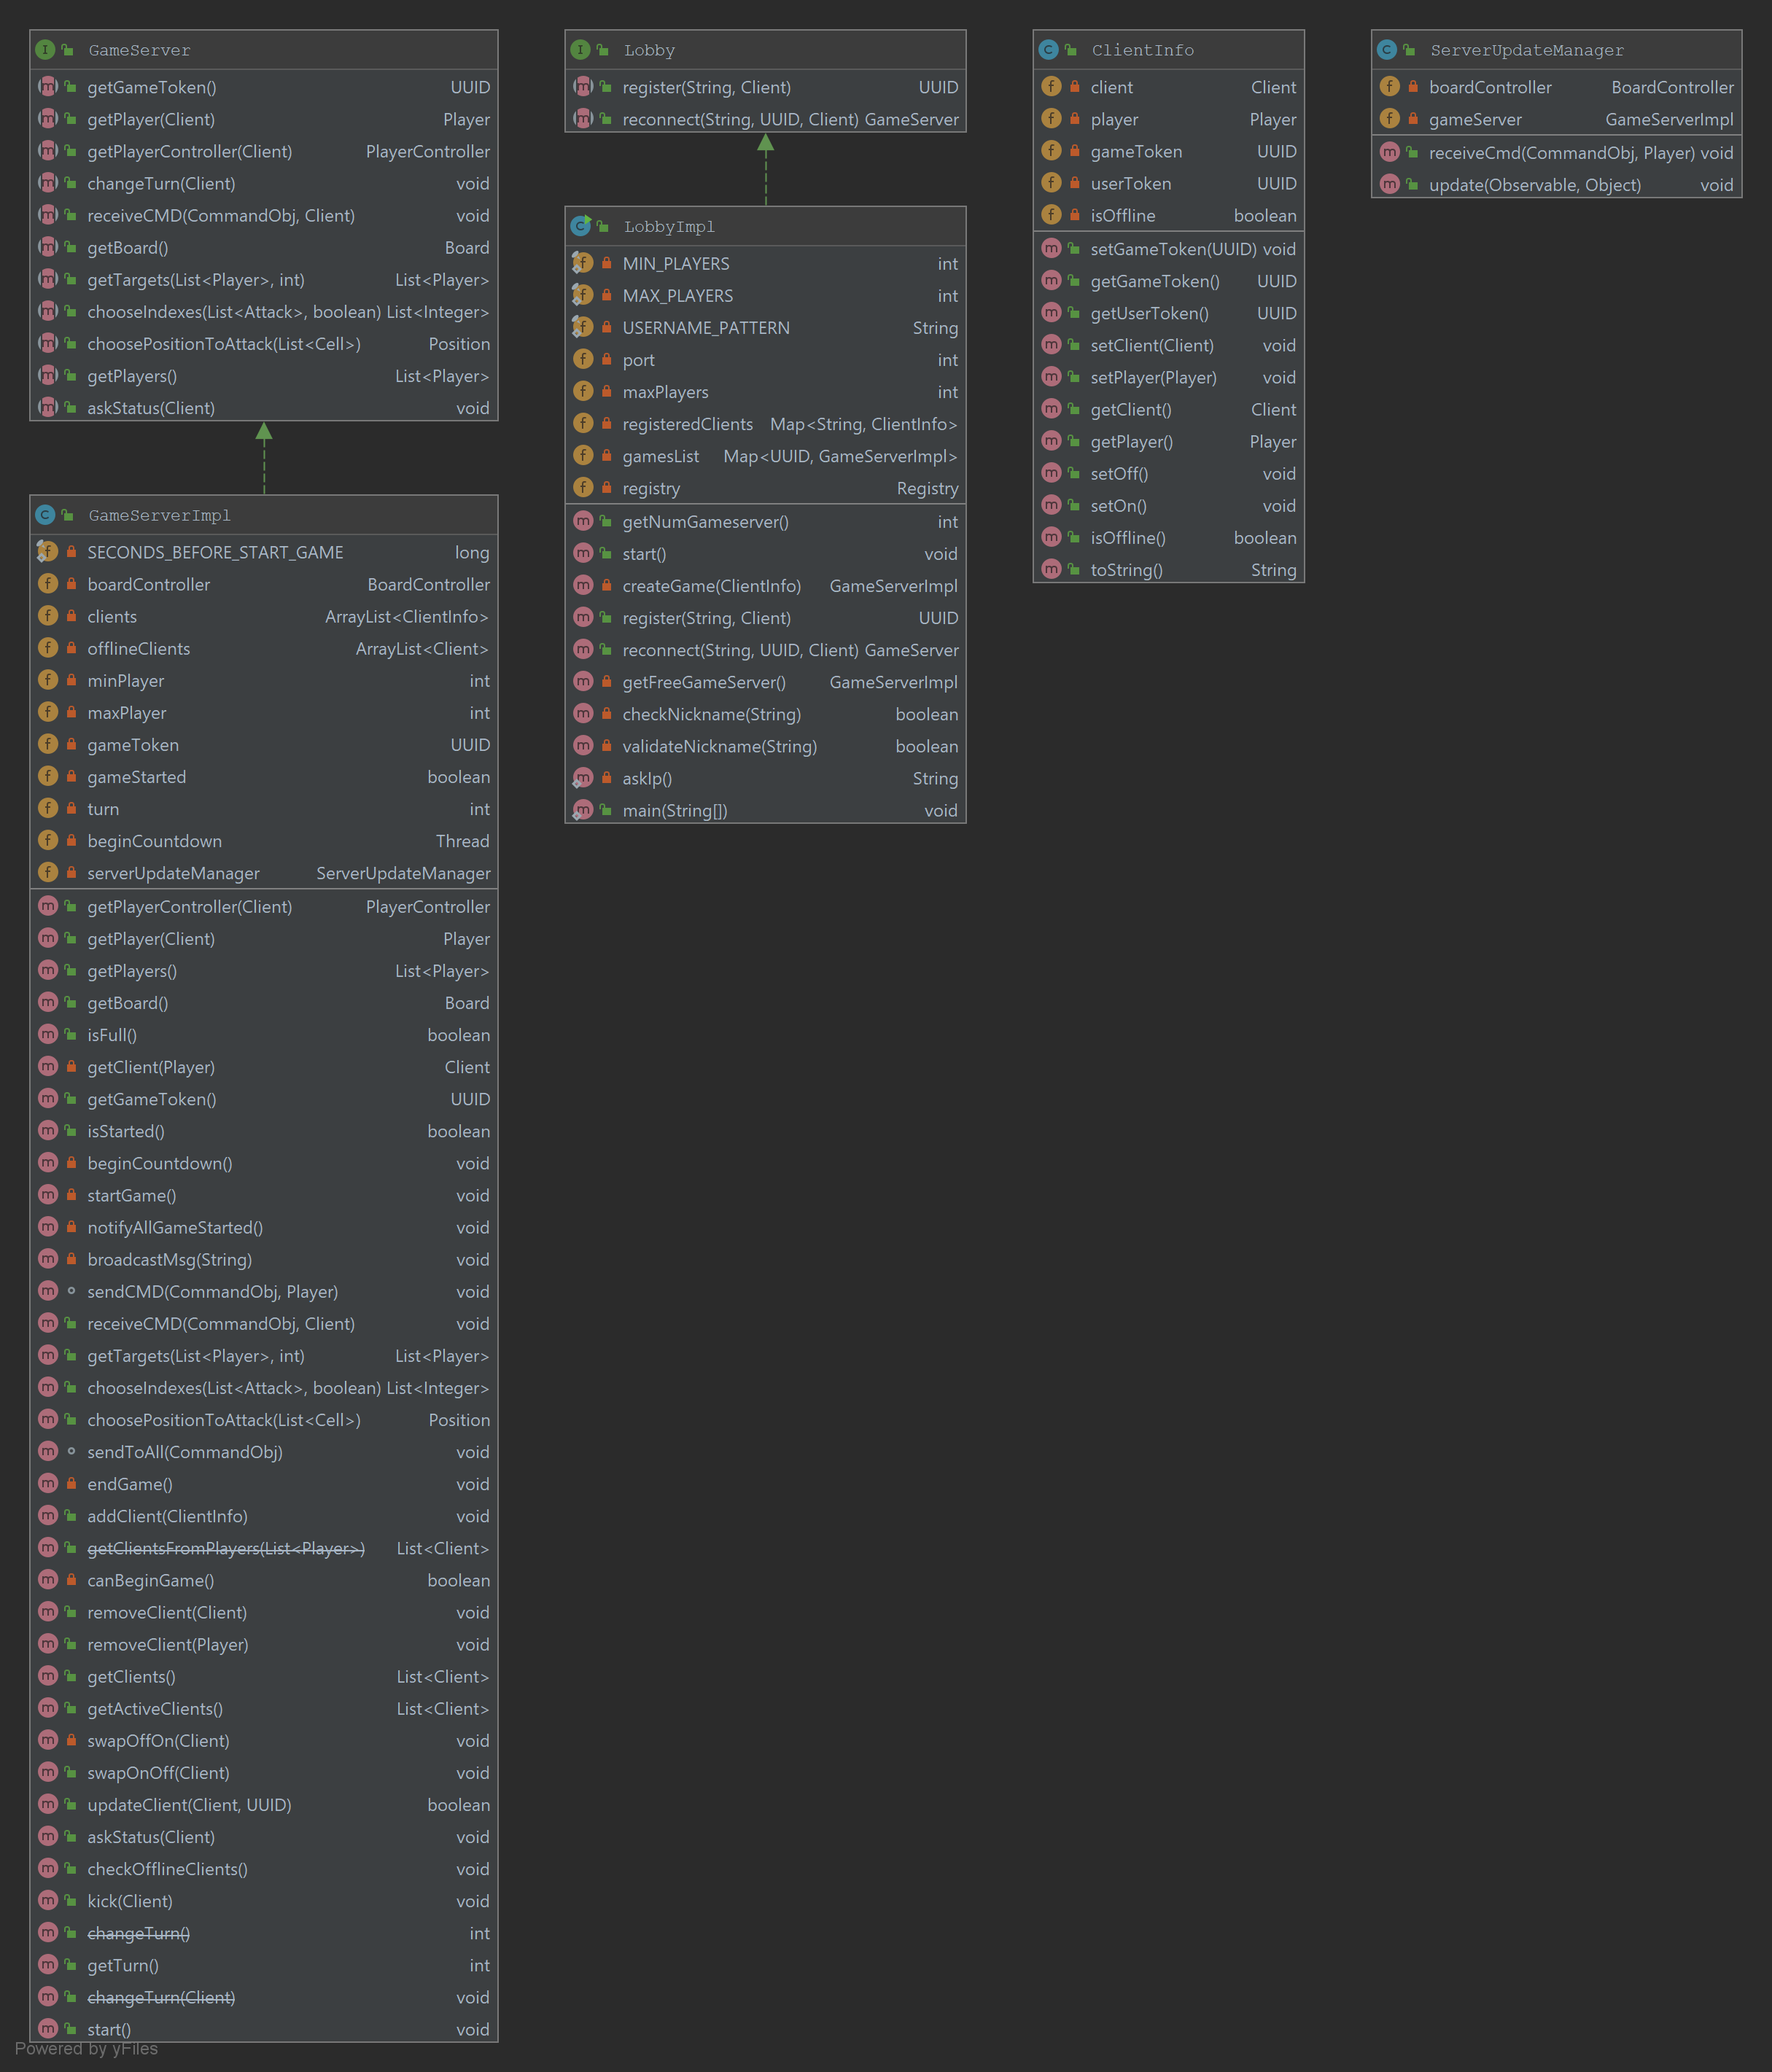 GameServer
getGameToken() UUID
getPlayer(Client) Player
getPlayerController(Client) PlayerController
changeTurn(Client) void
receiveCMD(CommandObj, Client) void
getBoard() Board
getTargets(List<Player>, int) List<Player>
chooseIndexes(List<Attack>, boolean) List<Integer>
choosePositionToAttack(List<Cell>) Position
getPlayers() List<Player>
askStatus(Client) void
GameServerImpl
SECONDS_BEFORE_START_GAME long
boardController BoardController
clients ArrayList<ClientInfo>
offlineClients ArrayList<Client>
minPlayer int
maxPlayer int
gameToken UUID
gameStarted boolean
turn int
beginCountdown Thread
serverUpdateManager ServerUpdateManager
getPlayerController(Client) PlayerController
getPlayer(Client) Player
getPlayers() List<Player>
getBoard() Board
isFull() boolean
getClient(Player) Client
getGameToken() UUID
isStarted() boolean
beginCountdown() void
startGame() void
notifyAllGameStarted() void
broadcastMsg(String) void
sendCMD(CommandObj, Player) void
receiveCMD(CommandObj, Client) void
getTargets(List<Player>, int) List<Player>
chooseIndexes(List<Attack>, boolean) List<Integer>
choosePositionToAttack(List<Cell>) Position
sendToAll(CommandObj) void
endGame() void
addClient(ClientInfo) void
getClientsFromPlayers(List<Player>) List<Client>
canBeginGame() boolean
removeClient(Client) void
removeClient(Player) void
getClients() List<Client>
getActiveClients() List<Client>
swapOffOn(Client) void
swapOnOff(Client) void
updateClient(Client, UUID) boolean
askStatus(Client) void
checkOfflineClients() void
kick(Client) void
changeTurn() int
getTurn() int
changeTurn(Client) void
start() void
Lobby
register(String, Client) UUID
reconnect(String, UUID, Client) GameServer
LobbyImpl
MIN_PLAYERS int
MAX_PLAYERS int
USERNAME_PATTERN String
port int
maxPlayers int
registeredClients Map<String, ClientInfo>
gamesList Map<UUID, GameServerImpl>
registry Registry
getNumGameserver() int
start() void
createGame(ClientInfo) GameServerImpl
register(String, Client) UUID
reconnect(String, UUID, Client) GameServer
getFreeGameServer() GameServerImpl
checkNickname(String) boolean
validateNickname(String) boolean
askIp() String
main(String[]) void
ClientInfo
client Client
player Player
gameToken UUID
userToken UUID
isOffline boolean
setGameToken(UUID) void
getGameToken() UUID
getUserToken() UUID
setClient(Client) void
setPlayer(Player) void
getClient() Client
getPlayer() Player
setOff() void
setOn() void
isOffline() boolean
toString() String
ServerUpdateManager
boardController BoardController
gameServer GameServerImpl
receiveCmd(CommandObj, Player) void
update(Observable, Object) void
Powered by yFiles